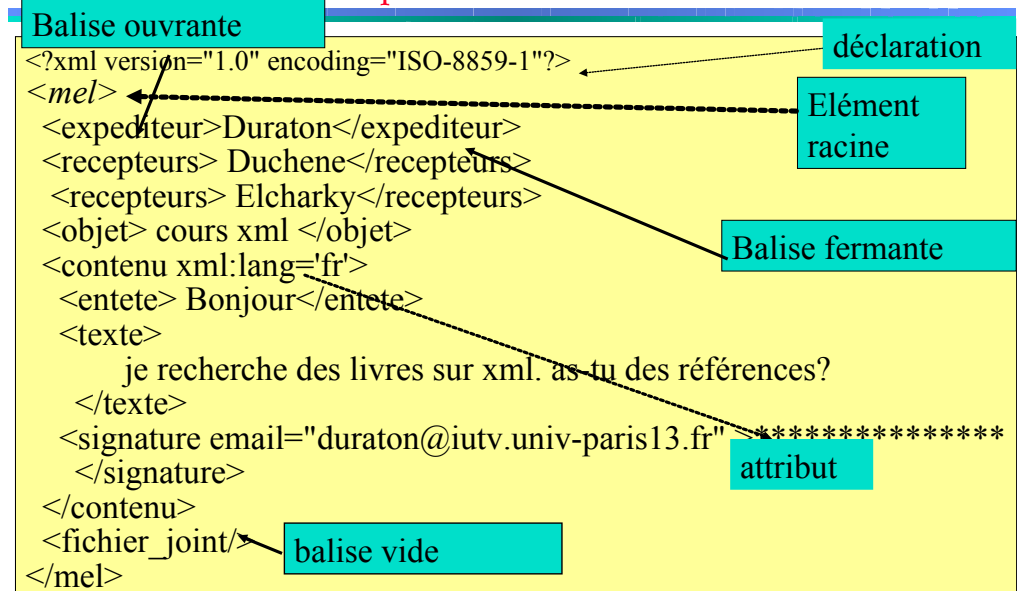 Balise ouvrante
déclaration
<?xml version="1.0" encoding="ISO-8859-1"?>
<mel>
Elément
racine
<expediteur>Duraton</expediteur>
<recepteurs> Duchene</recepteurs>
<recepteurs> Elcharky</recepteurs>
<objet> cours xml </objet>
Balise fermante
<contenu xml:lang='fr'>
<entete> Bonjour</entete>
<texte>
je recherche des livres sur xml. as-tu des références?
</texte>
<signature email="duraton@iutv.univ-paris13.fr" >***************
attribut
</signature>
</contenu>
<fichier_joint/>
balise vide
</mel>